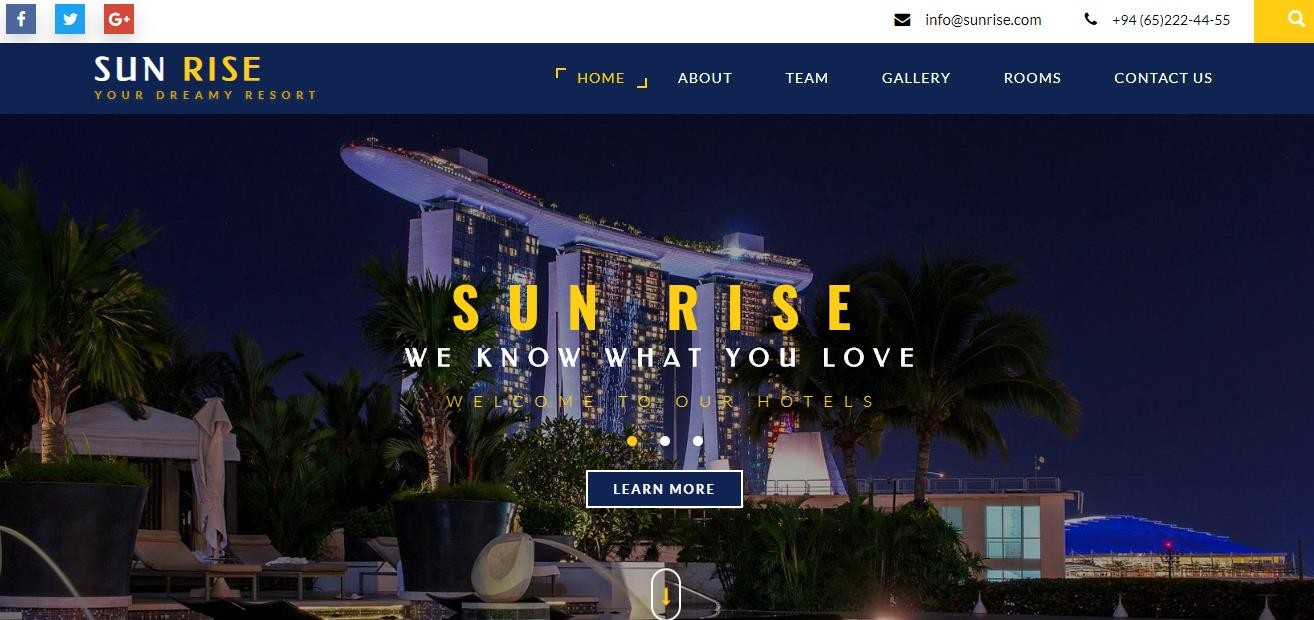 info@sunrise.com
+94 (65)222-44-55
SUN RISE
YOUR DREAMY RESORT
HOME
ABOUT
TEAM
GALLERY
ROOMS
CONTACT US
SUN RISE
WE KNOW WHAT YOU LOVE
WELCOME TO OUR HOTELS
LEARN MORE